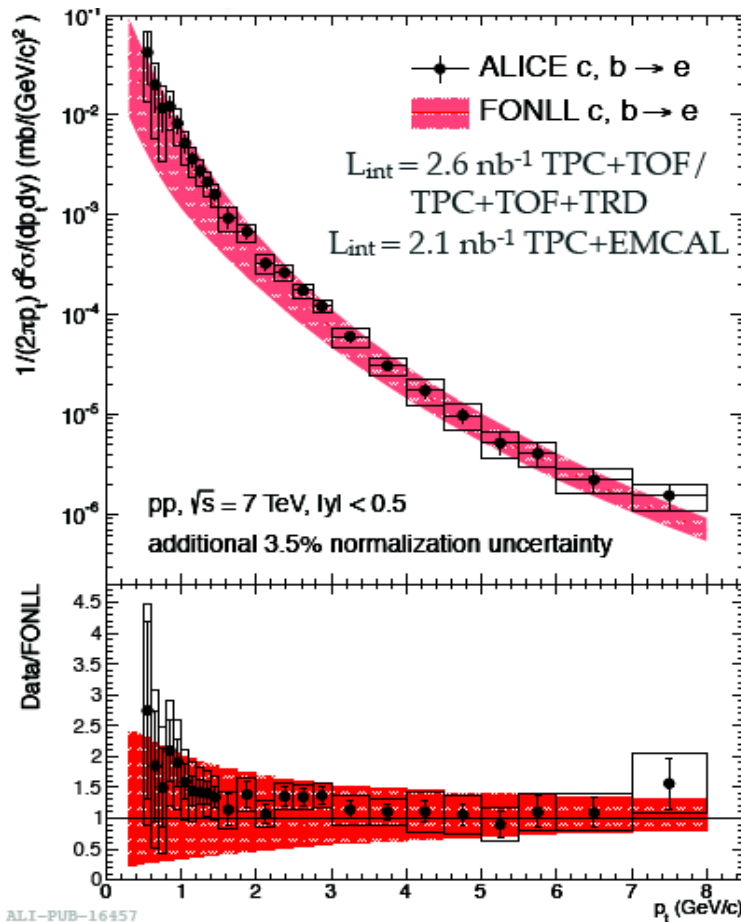 1/(2πpₜ) d²σ/(dpₜdy) (mb/(GeV/c)²)
10⁻¹
10⁻²
10⁻³
10⁻⁴
10⁻⁵
10⁻⁶
ALICE c, b → e
FONLL c, b → e
L_int = 2.6 nb⁻¹ TPC+TOF/
TPC+TOF+TRD
L_int = 2.1 nb⁻¹ TPC+EMCAL
pp, √s = 7 TeV, |y| < 0.5
additional 3.5% normalization uncertainty
Data/FONLL
4.5
4
3.5
3
2.5
2
1.5
1
0.5
0
0 1 2 3 4 5 6 7 8
pₜ (GeV/c)
ALI-PUB-16457